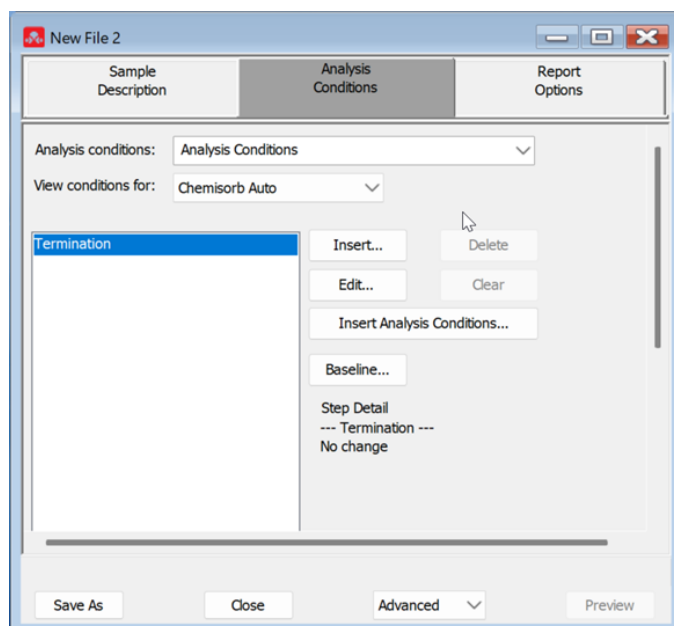 New File 2
Sample
Description
Analysis
Conditions
Report
Options
Analysis conditions: Analysis Conditions
View conditions for: Chemisorb Auto
Termination
Insert... Delete
Edit... Clear
Insert Analysis Conditions...
Baseline...
Step Detail
--- Termination ---
No change
Save As Close Advanced Preview